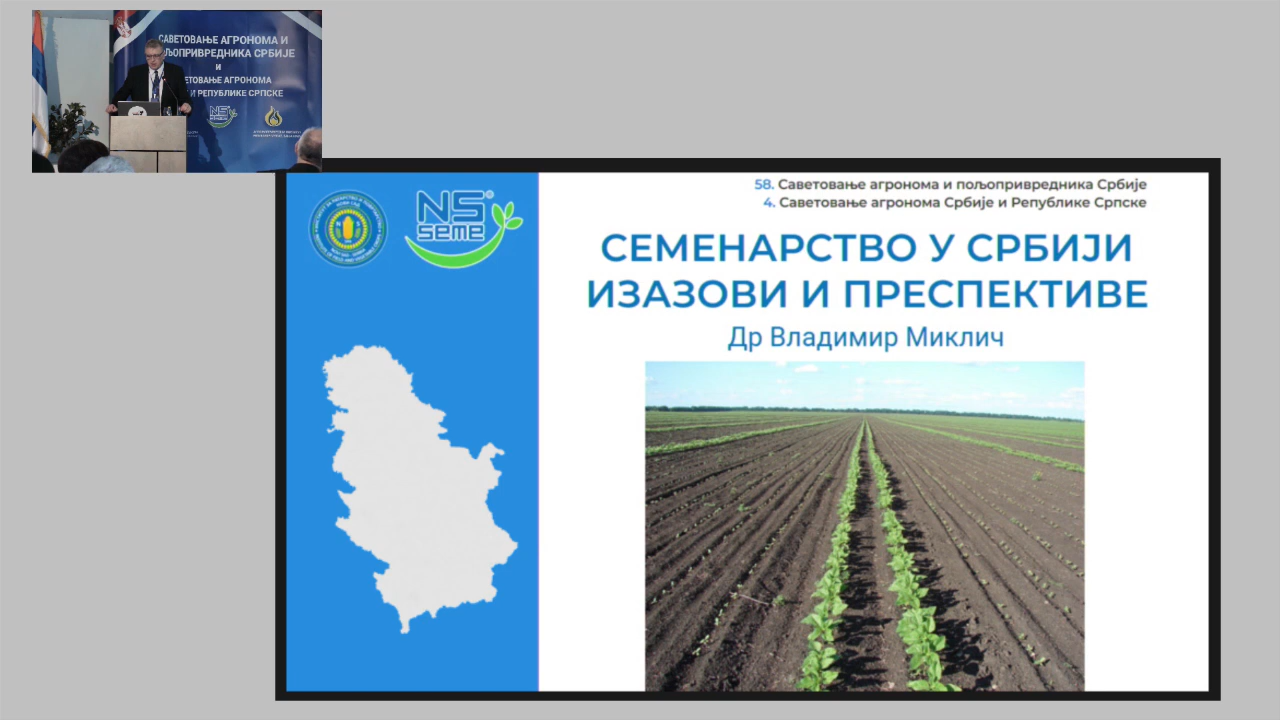 САВЕТОВАЊЕ АГРОНОМА И
ПОЉОПРИВРЕДНИКА СРБИЈЕ
и
САВЕТОВАЊЕ АГРОНОМА
И РЕПУБЛИКЕ СРПСКЕ
58. Саветовање агронома и пољопривредника Србије
4. Саветовање агронома Србије и Републике Српске
NS
seme
СЕМЕНАРСТВО У СРБИЈИ
ИЗАЗОВИ И ПРЕСПЕКТИВЕ
Др Владимир Миклич